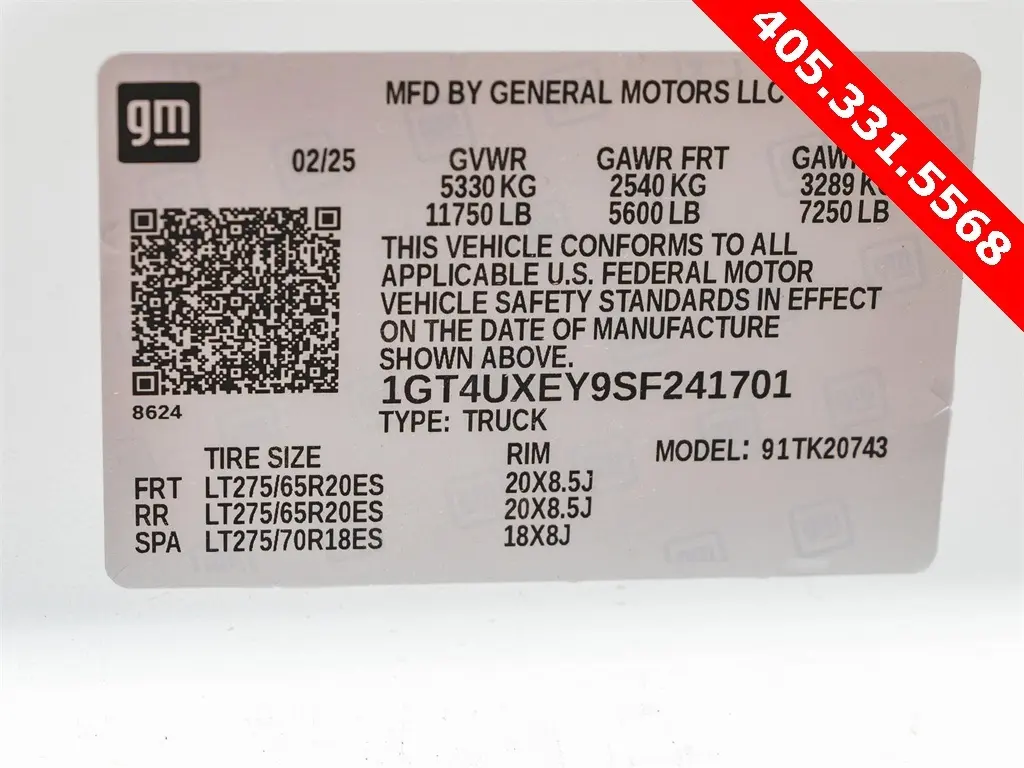 gm
MFD BY GENERAL MOTORS LLC
405.331.5568
02/25 GVWR GAWR FRT
5330 KG 2540 KG 3289
11750 LB 5600 LB 7250 LB
THIS VEHICLE CONFORMS TO ALL
APPLICABLE U.S. FEDERAL MOTOR
VEHICLE SAFETY STANDARDS IN EFFECT
ON THE DATE OF MANUFACTURE
SHOWN ABOVE.
1GT4UXEY9SF241701
8624
TYPE: TRUCK
TIRE SIZE RIM MODEL: 91TK20743
FRT LT275/65R20ES 20X8.5J
RR LT275/65R20ES 20X8.5J
SPA LT275/70R18ES 18X8J